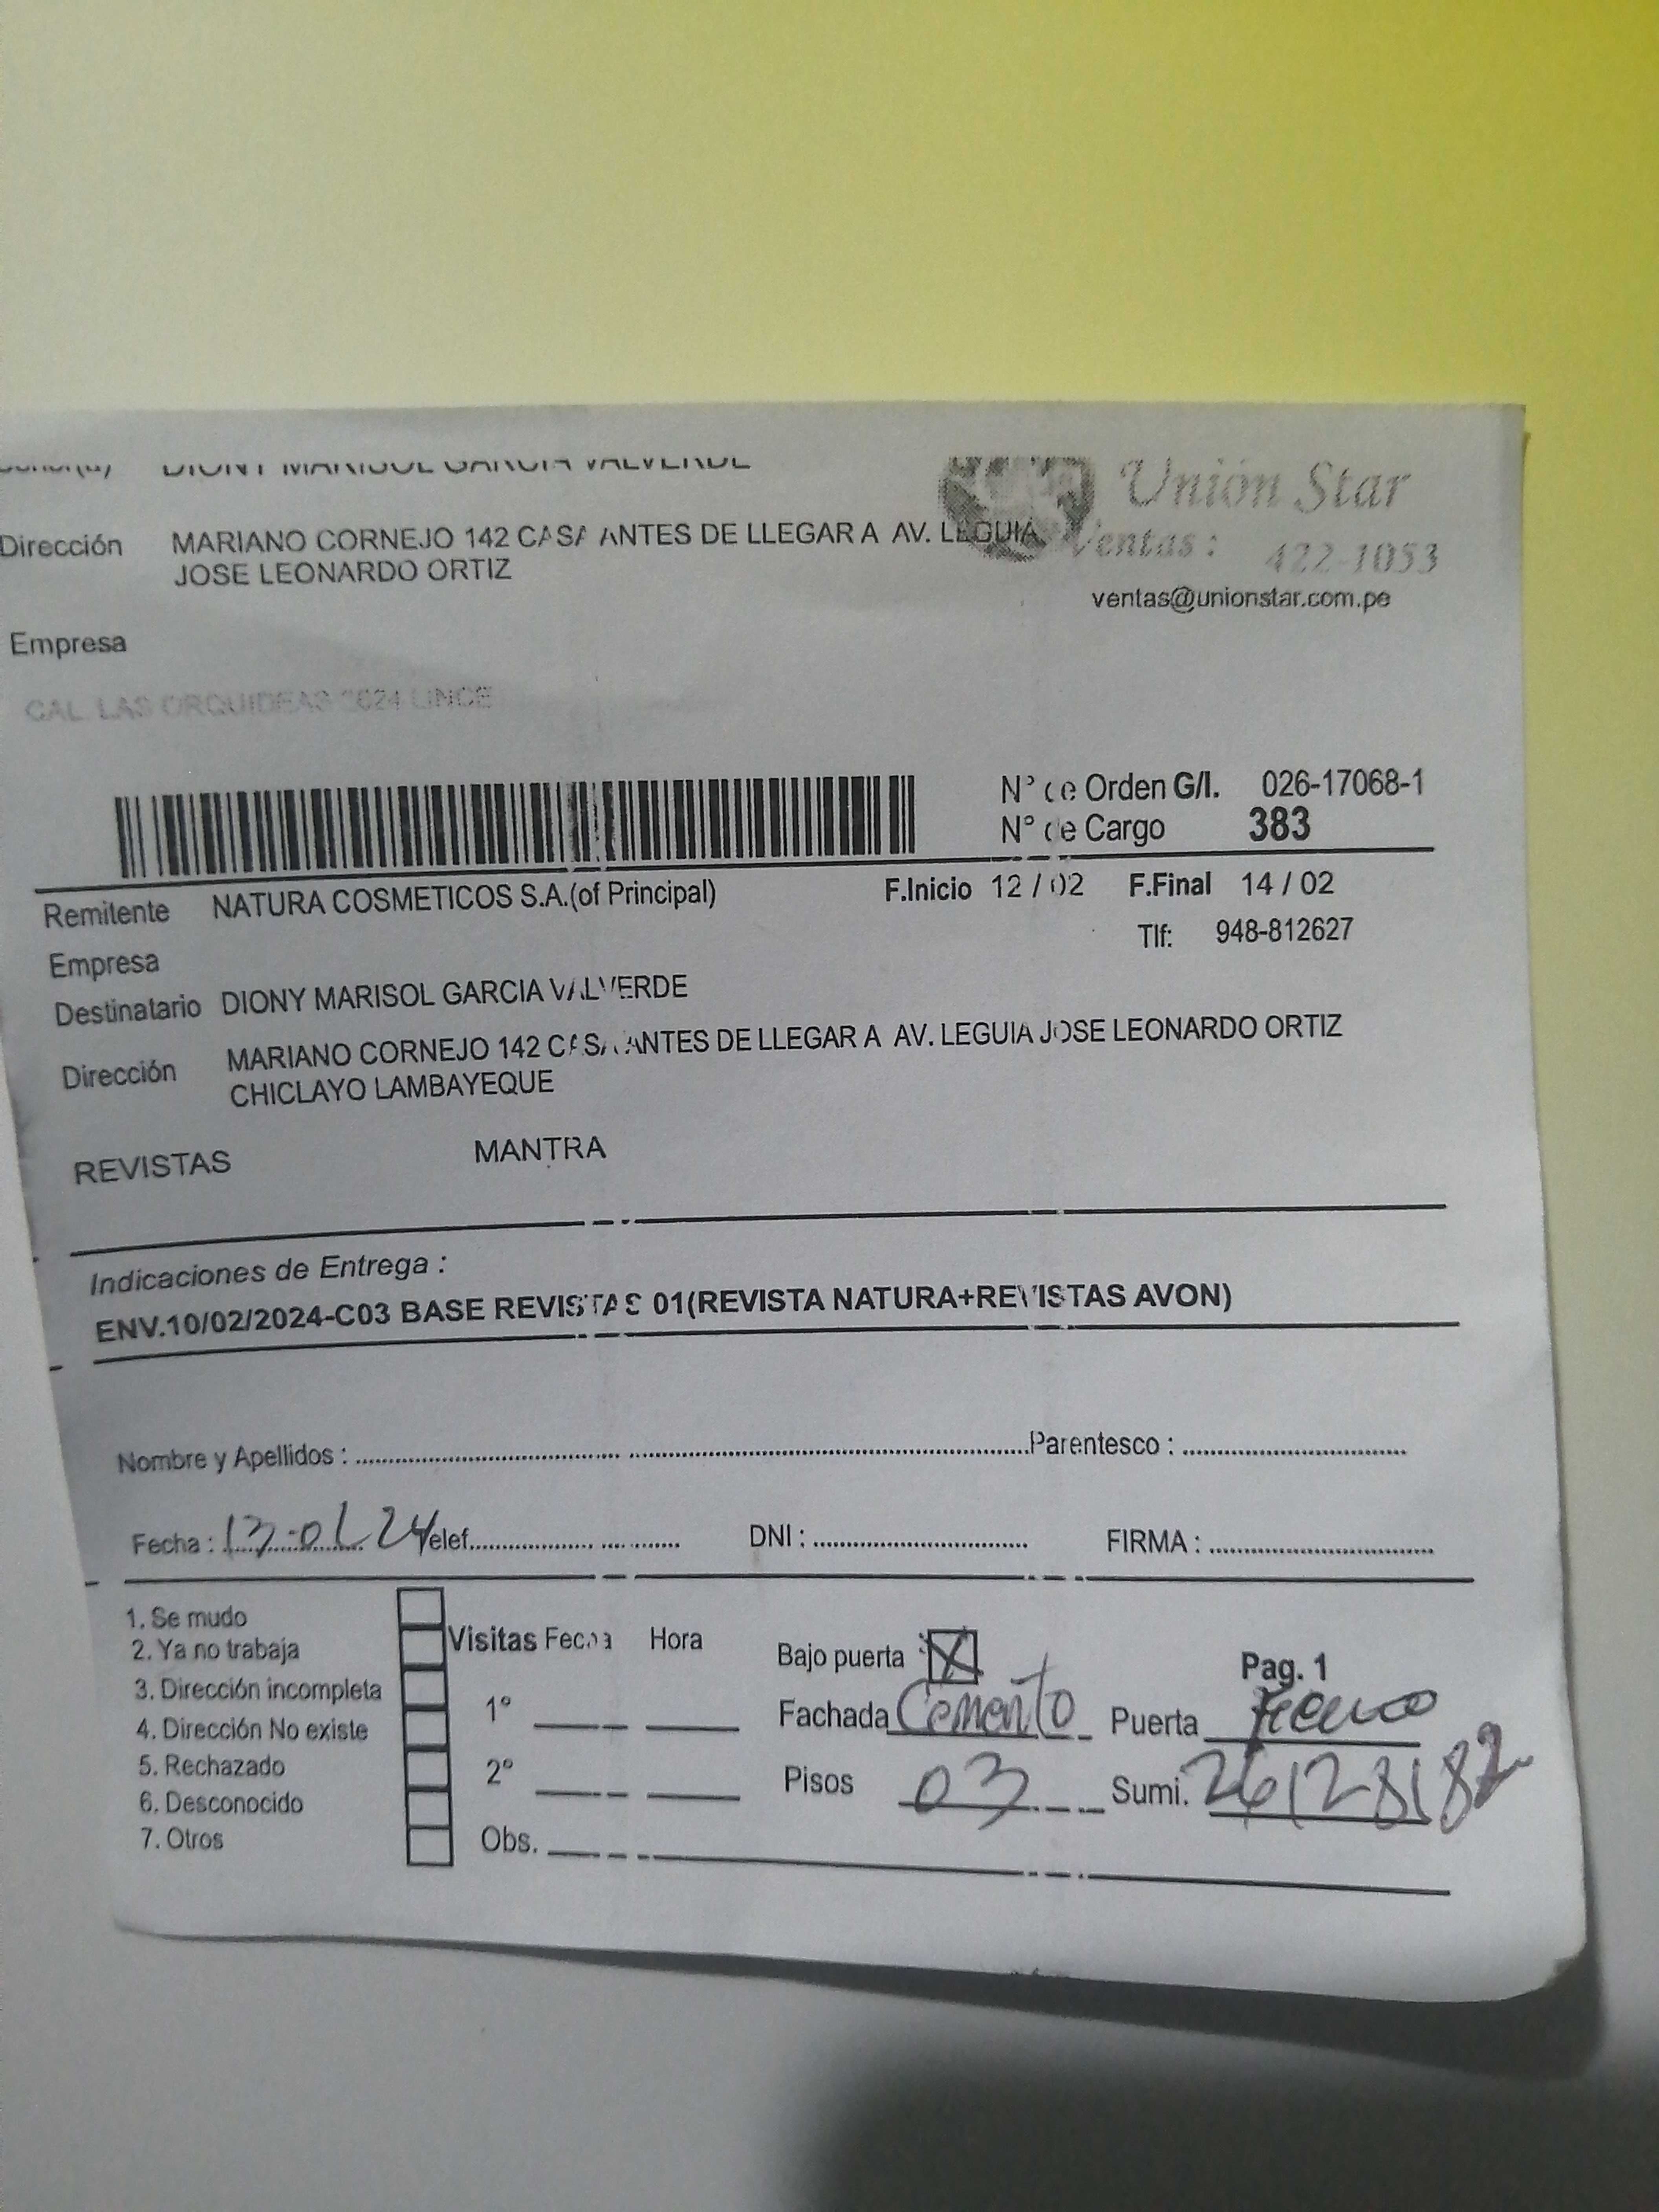 DIONY MARISOL GARCIA VALVERDE
Unión Star
Dirección MARIANO CORNEJO 142 CASA ANTES DE LLEGAR A AV. LEGUIA
JOSE LEONARDO ORTIZ
Ventas: 422-1053
ventas@unionstar.com.pe
Empresa
CAL. LAS ORQUIDEAS 2624 LINCE
N° de Orden G/I. 026-17068-1
N° de Cargo 383
Remitente NATURA COSMETICOS S.A.(of Principal) F.Inicio 12 / 02 F.Final 14 / 02
Tlf: 948-812627
Empresa
Destinatario DIONY MARISOL GARCIA VALVERDE
Dirección MARIANO CORNEJO 142 CASA ANTES DE LLEGAR A AV. LEGUIA JOSE LEONARDO ORTIZ
CHICLAYO LAMBAYEQUE
REVISTAS MANTRA
Indicaciones de Entrega :
ENV.10/02/2024-C03 BASE REVISTAS 01(REVISTA NATURA+REVISTAS AVON)
Nombre y Apellidos : Parentesco :
Fecha : Telef. DNI : FIRMA :
1. Se mudo
2. Ya no trabaja
3. Dirección incompleta
4. Dirección No existe
5. Rechazado
6. Desconocido
7. Otros
Visitas Fecha Hora
1°
2°
Obs.
Bajo puerta X Pag. 1
Fachada Cemento Puerta
Pisos 03 Sumi.